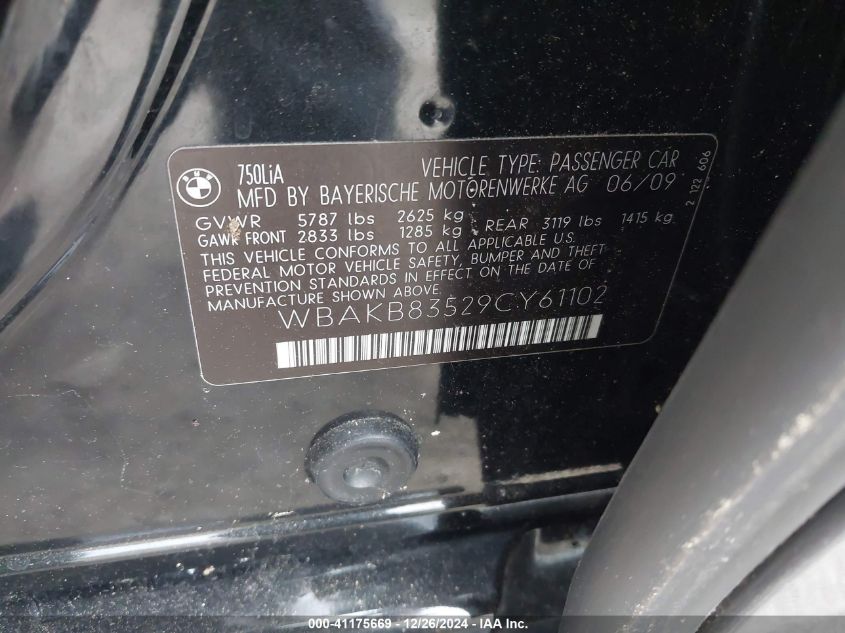 BMW
750LiA VEHICLE TYPE: PASSENGER CAR
MFD BY BAYERISCHE MOTORENWERKE AG 06/09
GVWR 5787 lbs 2625 kg
GAWR FRONT 2833 lbs 1285 kg; REAR 3119 lbs 1415 kg
THIS VEHICLE CONFORMS TO ALL APPLICABLE U.S.
FEDERAL MOTOR VEHICLE SAFETY, BUMPER AND THEFT
PREVENTION STANDARDS IN EFFECT ON THE DATE OF
MANUFACTURE SHOWN ABOVE.
WBAKB83529CY61102
2 122 606
000-41175669 - 12/26/2024 - IAA Inc.